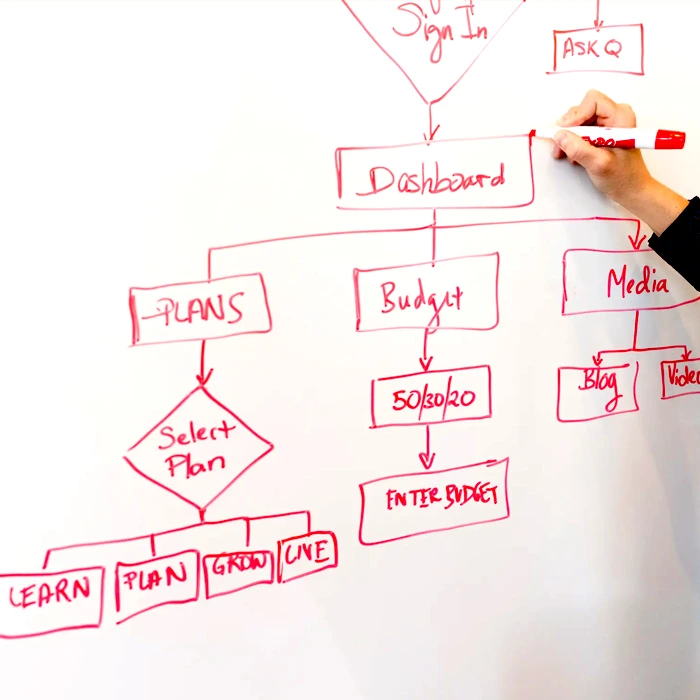 Sign In
ASK Q
Dashboard
PLANS
Budget
Media
Blog
Video
50/30/20
Select
Plan
ENTER BUDGET
LEARN
PLAN
GROW
LIVE